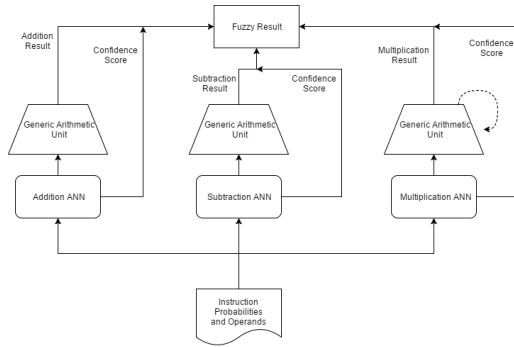 Fuzzy Result
Addition
Result
Confidence
Score
Subtraction
Result
Confidence
Score
Multiplication
Result
Confidence
Score
Generic Arithmetic
Unit
Generic Arithmetic
Unit
Generic Arithmetic
Unit
Addition ANN
Subtraction ANN
Multiplication ANN
Instruction
Probabilities
and Operands